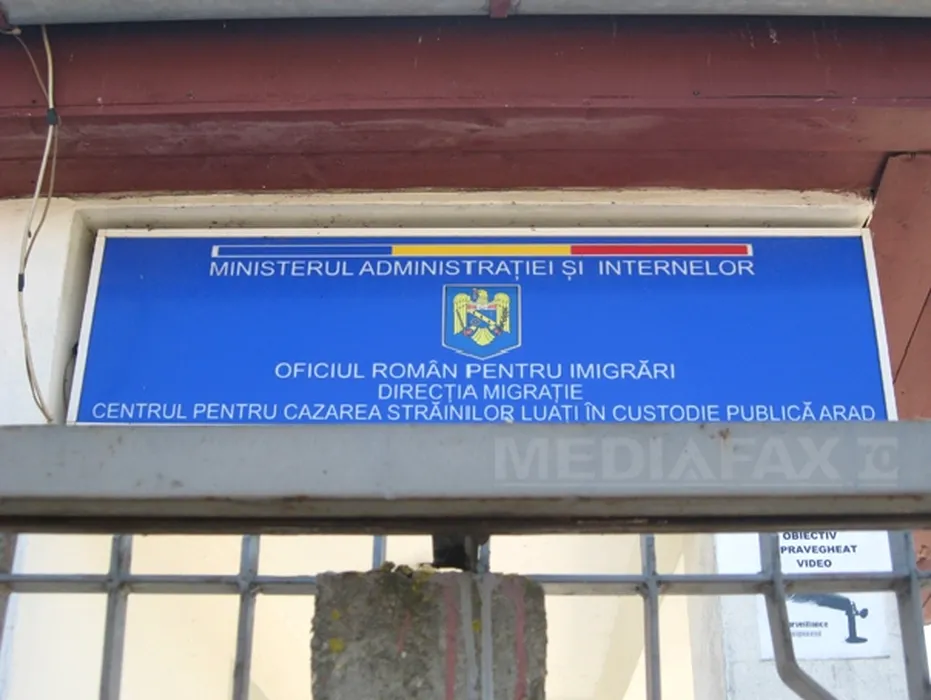 MINISTERUL ADMINISTRAȚIEI ȘI INTERNELOR
OFICIUL ROMÂN PENTRU IMIGRĂRI
DIRECȚIA MIGRAȚIE
CENTRUL PENTRU CAZAREA STRĂINILOR LUAȚI ÎN CUSTODIE PUBLICĂ ARAD
MEDIAFAX
OBIECTIV
PRAVEGHEAT
VIDEO